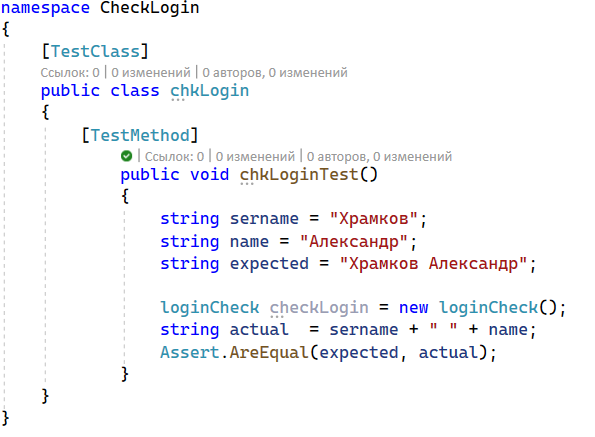 namespace CheckLogin
{
[TestClass]
Ссылок: 0 | 0 изменений | 0 авторов, 0 изменений
public class chkLogin
{
[TestMethod]
| Ссылок: 0 | 0 изменений | 0 авторов, 0 изменений
public void chkLoginTest()
{
string sername = "Храмков";
string name = "Александр";
string expected = "Храмков Александр";
loginCheck checkLogin = new loginCheck();
string actual  = sername + " " + name;
Assert.AreEqual(expected, actual);
}
}
}